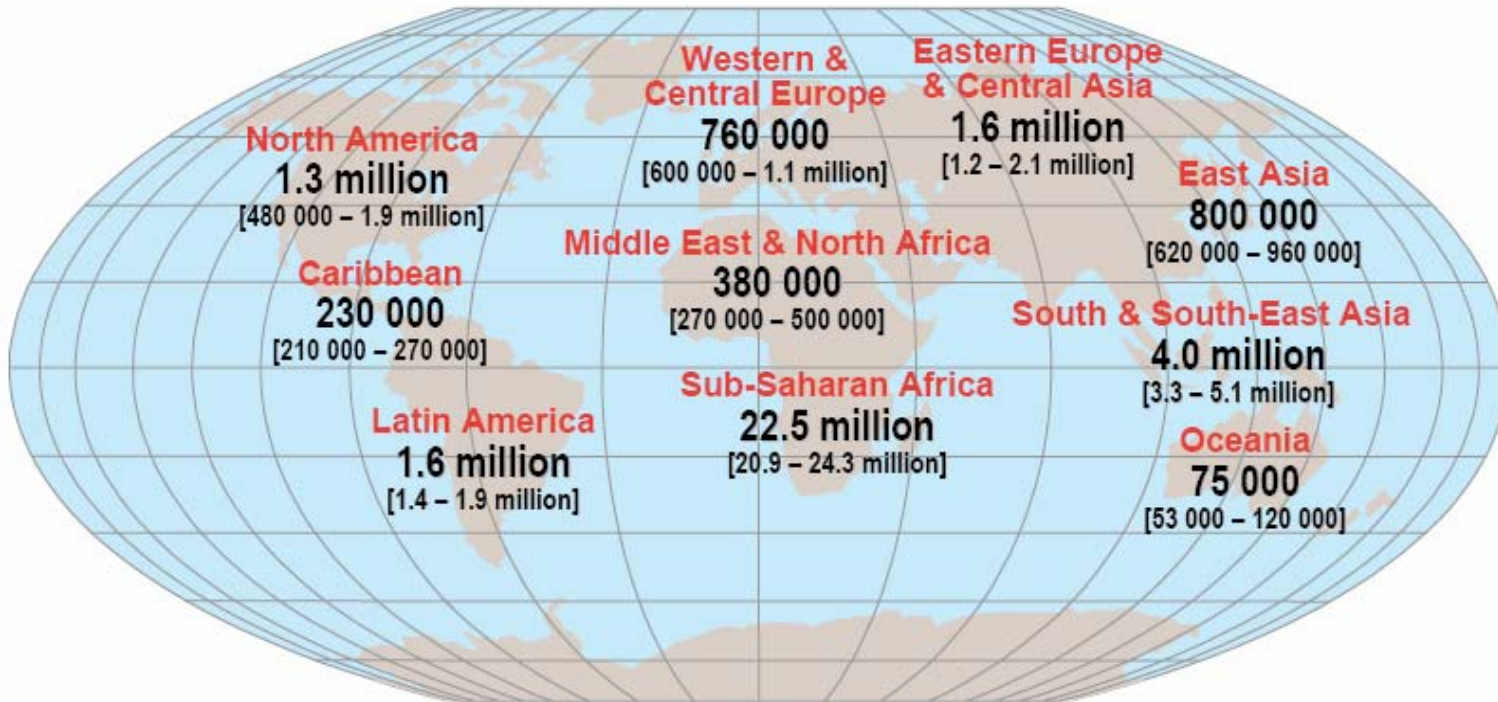 Western &
Central Europe
760 000
[600 000 – 1.1 million]
Eastern Europe
& Central Asia
1.6 million
[1.2 – 2.1 million]
North America
1.3 million
[480 000 – 1.9 million]
East Asia
800 000
[620 000 – 960 000]
Middle East & North Africa
380 000
[270 000 – 500 000]
Caribbean
230 000
[210 000 – 270 000]
South & South-East Asia
4.0 million
[3.3 – 5.1 million]
Sub-Saharan Africa
22.5 million
[20.9 – 24.3 million]
Latin America
1.6 million
[1.4 – 1.9 million]
Oceania
75 000
[53 000 – 120 000]